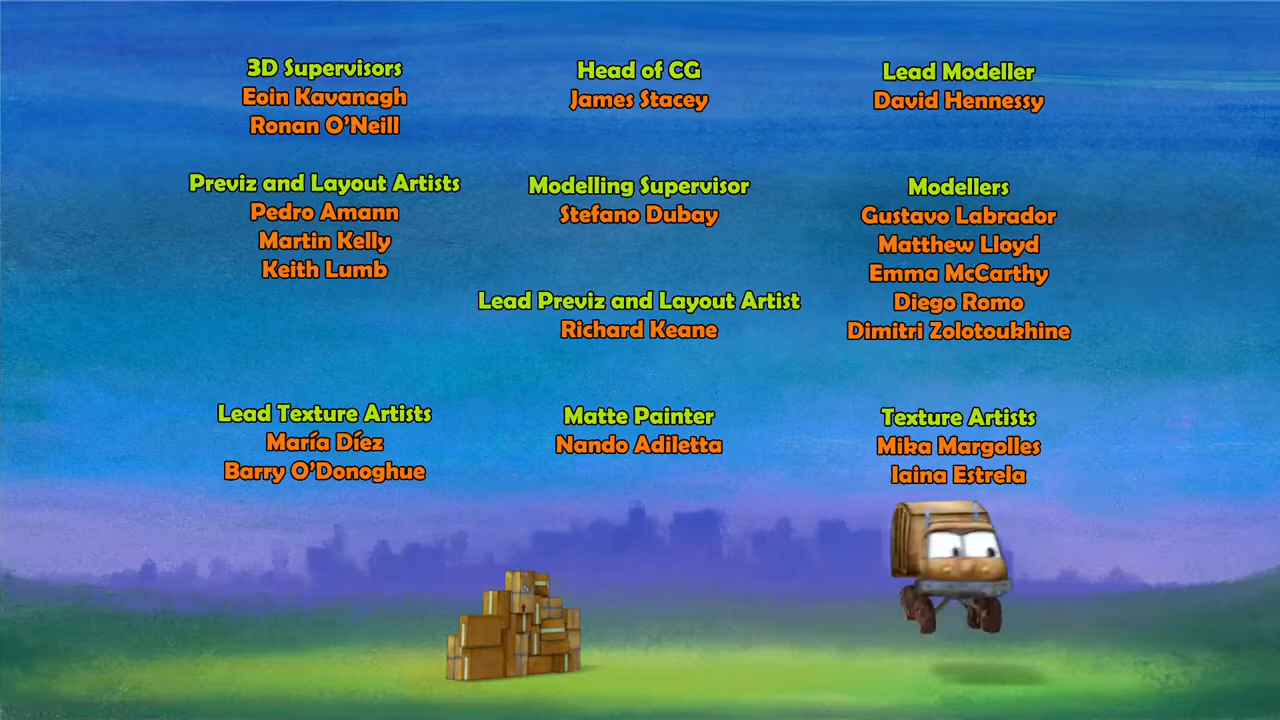 3D Supervisors
Eoin Kavanagh
Ronan O'Neill
Head of CG
James Stacey
Lead Modeller
David Hennessy
Previz and Layout Artists
Pedro Amann
Martin Kelly
Keith Lumb
Modelling Supervisor
Stefano Dubay
Lead Previz and Layout Artist
Richard Keane
Modellers
Gustavo Labrador
Matthew Lloyd
Emma McCarthy
Diego Romo
Dimitri Zolotoukhine
Lead Texture Artists
María Díez
Barry O'Donoghue
Matte Painter
Nando Adiletta
Texture Artists
Mika Margolles
Iaina Estrela